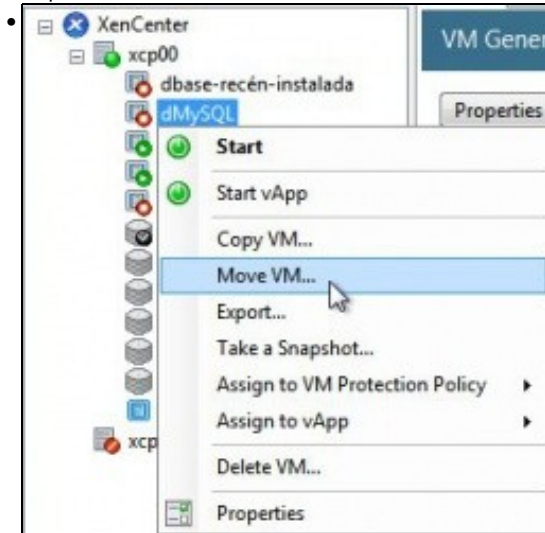 XenCenter
xcp00
dbase-recén-instalada
dMySQL
VM Gener
Properties
Start
Start vApp
Copy VM...
Move VM...
Export...
Take a Snapshot...
Assign to VM Protection Policy
Assign to vApp
xcp
Delete VM...
Properties